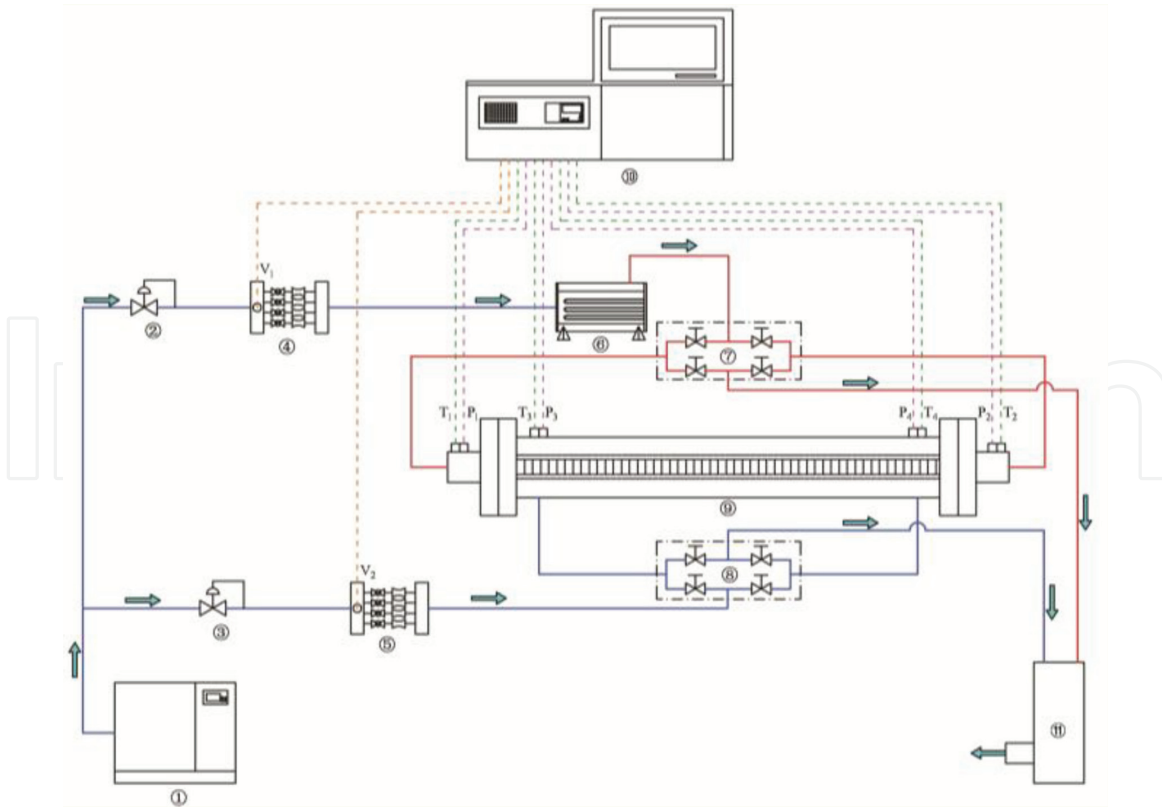 ⑩
V₁
② ④ ⑥ ⑦
T₁ P₁ T₃ P₃ P₄ T₄ P₂ T₂
⑨
V₂ ⑧
③ ⑤
⑪
①